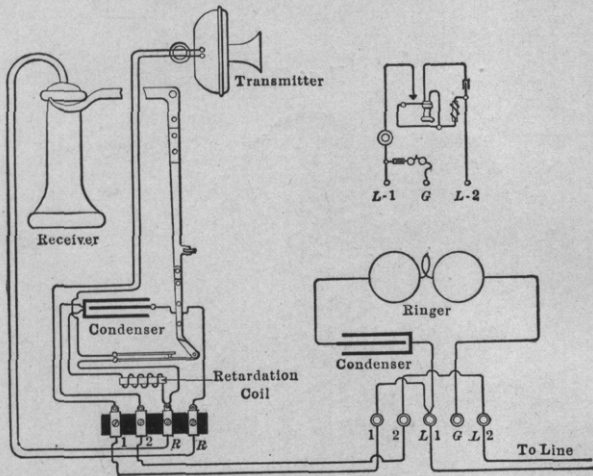 Transmitter
L-1 G L-2
Receiver
Ringer
Condenser
Condenser
Retardation
Coil
1 2 R R
1 2 L 1 G L 2
To Line